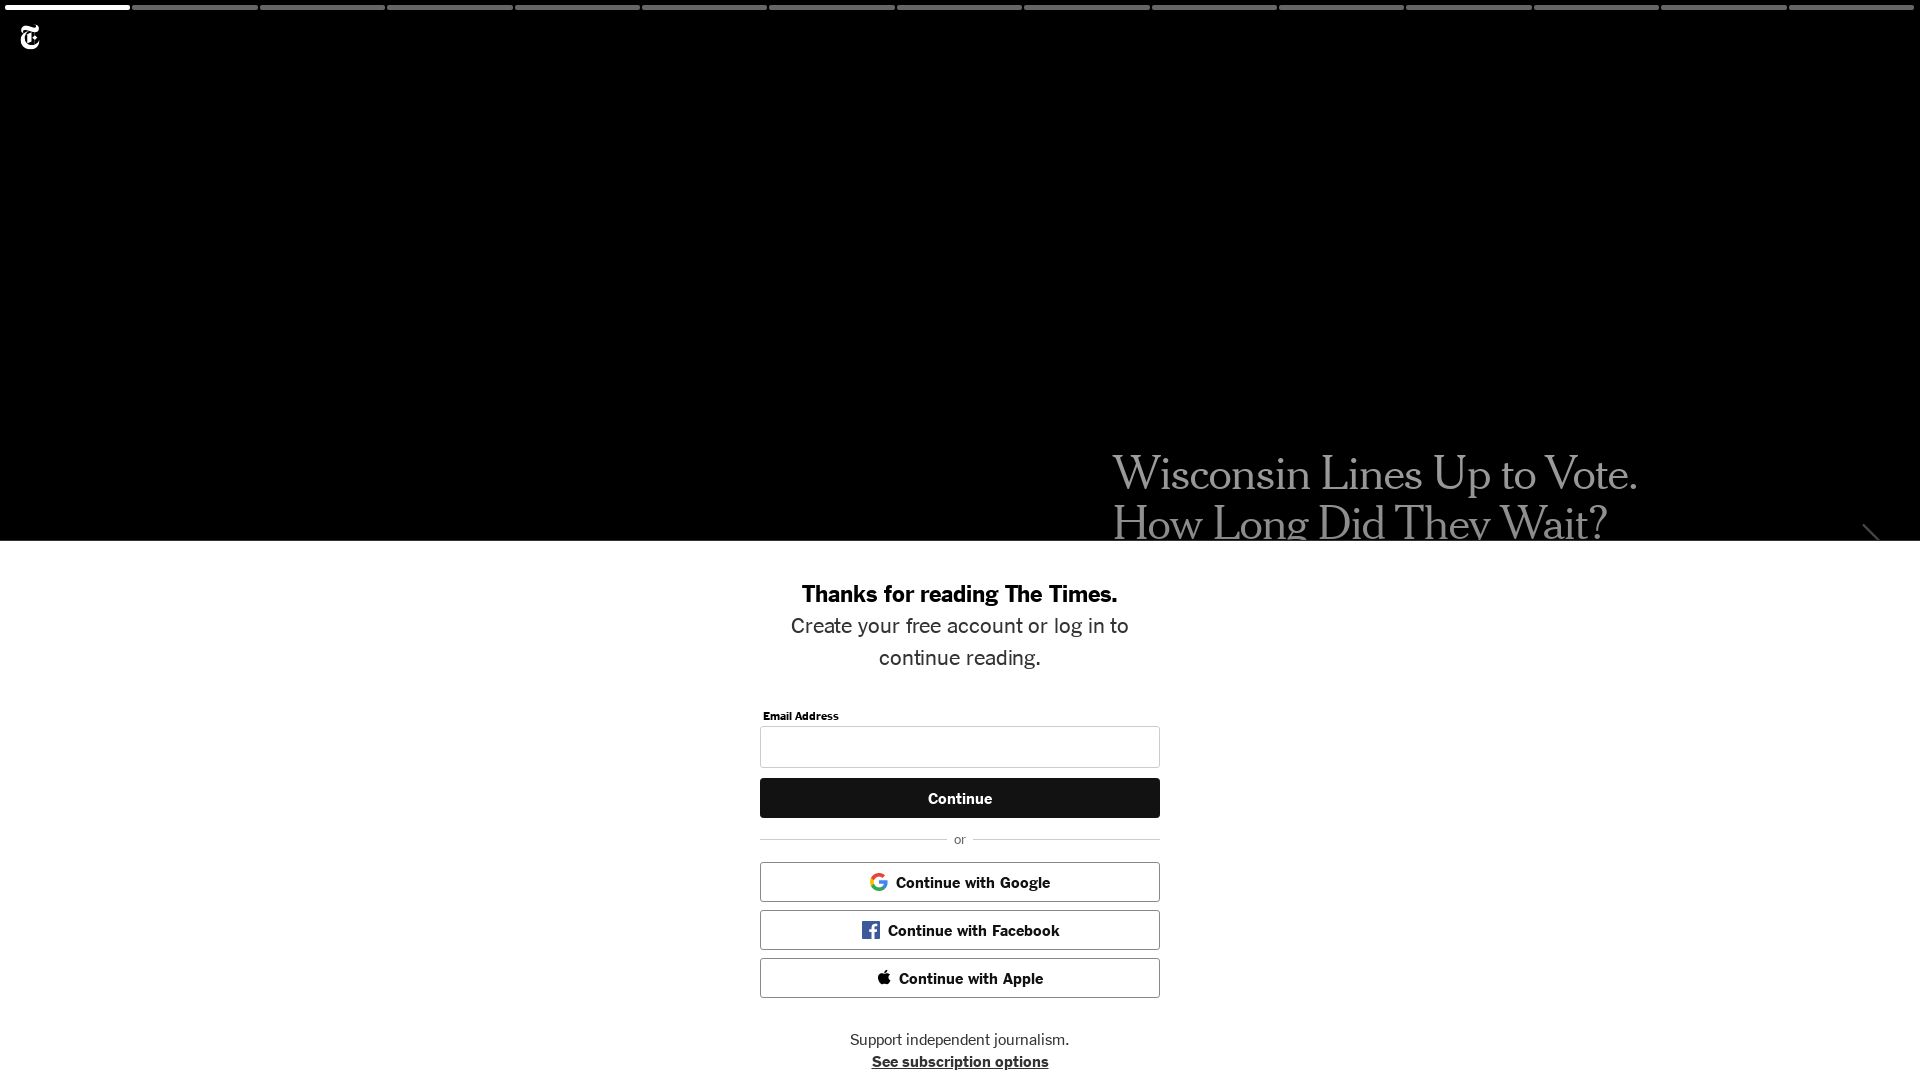 Wisconsin Lines Up to Vote.
How Long Did They Wait?
Thanks for reading The Times.
Create your free account or log in to
continue reading.
Email Address
Continue
or
Continue with Google
Continue with Facebook
Continue with Apple
Support independent journalism.
See subscription options